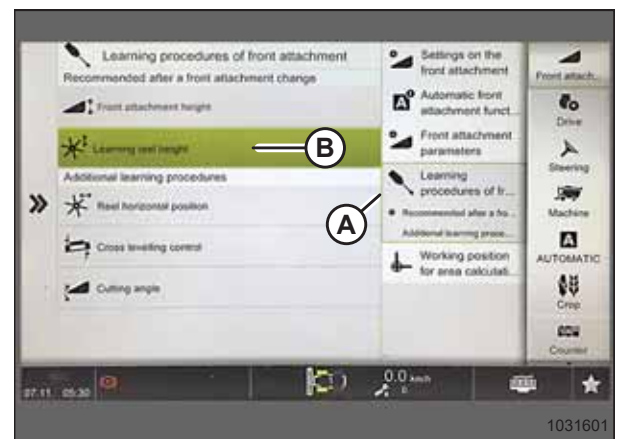 Learning procedures of front attachment
Recommended after a front attachment change
Front attachment height
Learning reel height
Additional learning procedures
Reel horizontal position
Cross levelling control
Cutting angle
B
A
Settings on the
front attachment
Automatic front
attachment funct...
Front attachment
parameters
Learning
procedures of fr...
Recommended after a fro...
Additional learning proce...
Working position
for area calculati...
Front attach...
Drive
Steering
Machine
A
AUTOMATIC
Crop
Counter
07.11 05:30
0.0 km/h
1031601